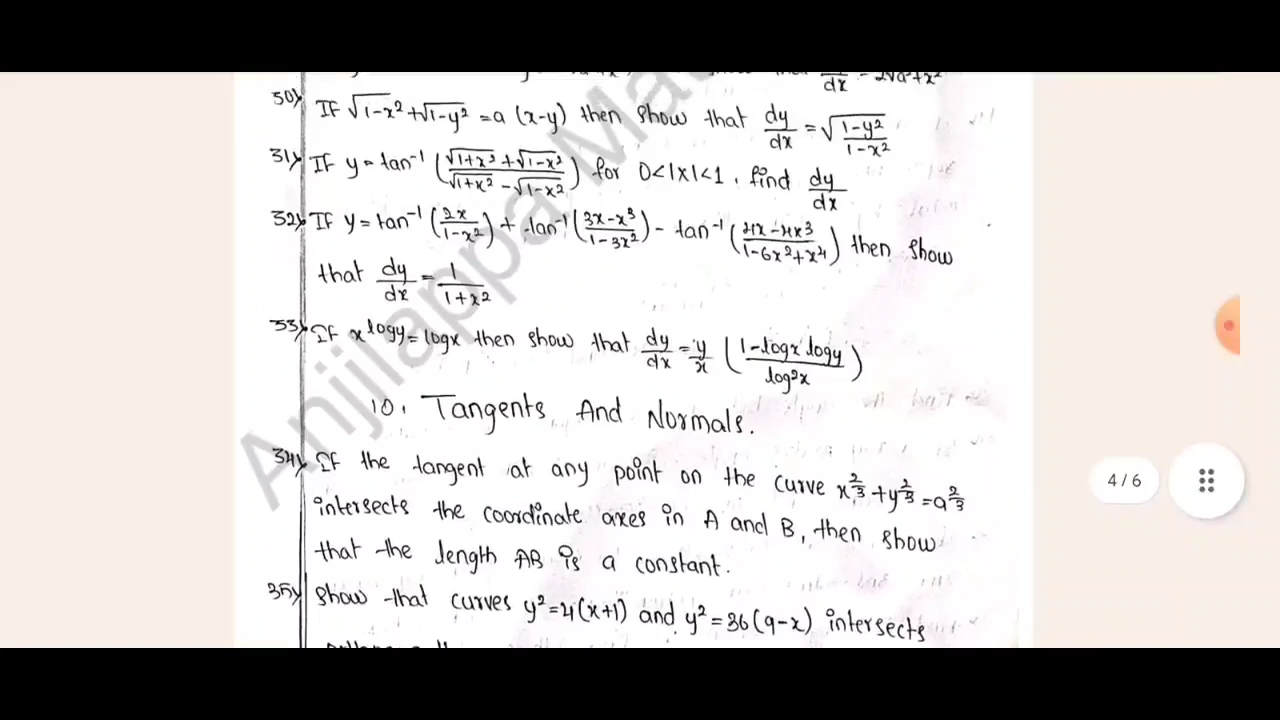 dx
30) If √1-x² + √1-y² = a (x-y) then show that dy/dx = √(1-y²/1-x²)
31) If y = tan⁻¹ (√1+x³ + √1-x² / √1+x² - √1-x²) for 0<|x|<1. find dy/dx
32) If y = tan⁻¹ (2x/1-x²) + tan⁻¹ (3x-x³/1-3x²) - tan⁻¹ (4x-4x³/1-6x²+x⁴) then show
that dy/dx = 1/1+x²
33) If x^logy = logx then show that dy/dx = y/x (1-logx logy/log²x)
10. Tangents And Normals.
34) If the tangent at any point on the curve x^2/3 + y^2/3 = a^2/3
intersects the coordinate axes in A and B, then show
that the length AB is a constant.
35) Show that curves y² = 4(x+1) and y² = 36(9-x) intersects
Anjilappa
4 / 6